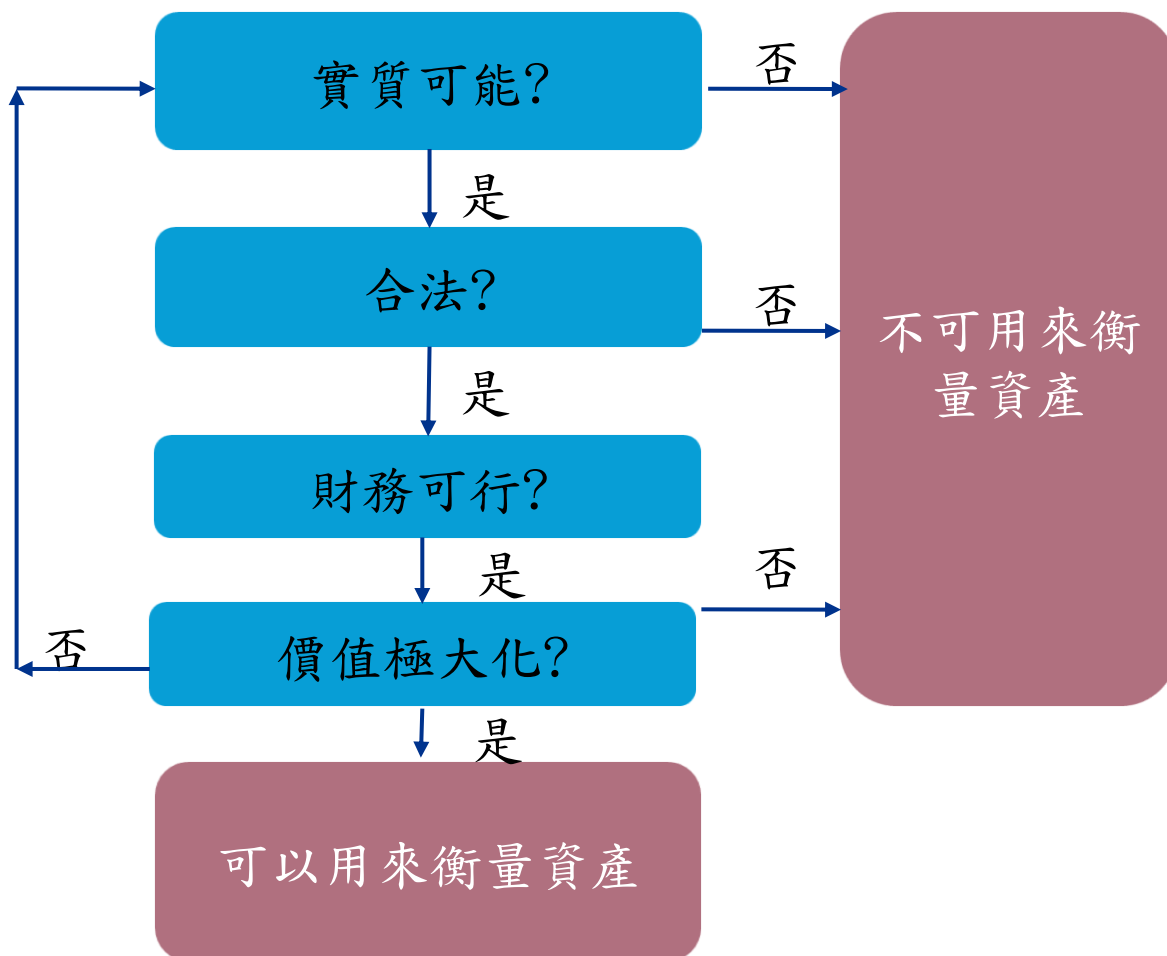 實質可能?
否
是
合法?
否
不可用來衡
量資產
是
財務可行?
是
否
價值極大化?
否
是
可以用來衡量資產